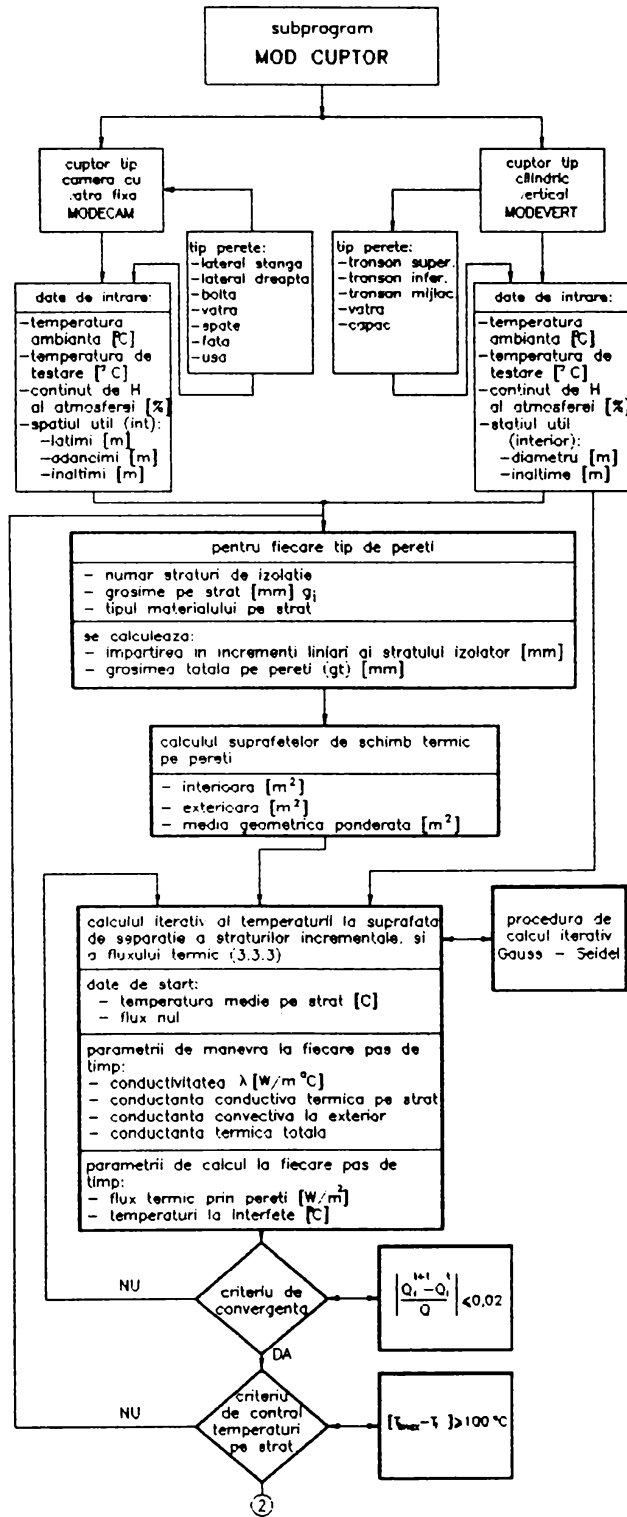 subprogram
MOD CUPTOR
cuptor tip
camera cu
vatra fixa
MODECAM
cuptor tip
cilindric
vertical
MODEVERT
tip perete:
-lateral stanga
-lateral dreapta
-bolta
-vatra
-spate
-fata
-usa
tip perete:
-transon super.
-transon infer.
-transon mijloc.
-vatra
-capac
date de intrare:
-temperatura
ambianta [°C]
-temperatura de
testare [°C]
-continut de H
al atmosferei [%]
-spatiul util (int):
-latimi [m]
-adancimi [m]
-inaltimi [m]
date de intrare:
-temperatura
ambianta [°C]
-temperatura de
testare [°C]
-continut de H
al atmosferei [%]
-statiul util
(interior):
-diametru [m]
-inaltime [m]
pentru fiecare tip de pereti
- numar straturi de izolatie
- grosime pe strat [mm] gi
- tipul materialului pe strat
se calculeaza:
- impartirea in incrementi liniari ai stratului izolator [mm]
- grosimea totala pe pereti (gt) [mm]
calculul suprafetelor de schimb termic
pe pereti
- interioara [m²]
- exterioara [m²]
- media geometrica ponderata [m²]
calculul iterativ al temperaturii la suprafata
de separatie a straturilor incrementale, si
a fluxului termic (3.3.3)
procedura de
calcul iterativ
Gauss - Seidel
date de start:
- temperatura medie pe strat [C]
- flux nul
parametrii de manevra la fiecare pas de
timp:
- conductivitatea λ [W/m °C]
- conductanta conductiva termica pe strat
- conductanta convectiva la exterior
- conductanta termica totala
parametrii de calcul la fiecare pas de
timp:
- flux termic prin pereti [W/m²]
- temperaturi la interfete [°C]
NU
criteriu de
convergenta
DA
NU
criteriu
de control
temperaturi
pe strat
≥100 °C
2